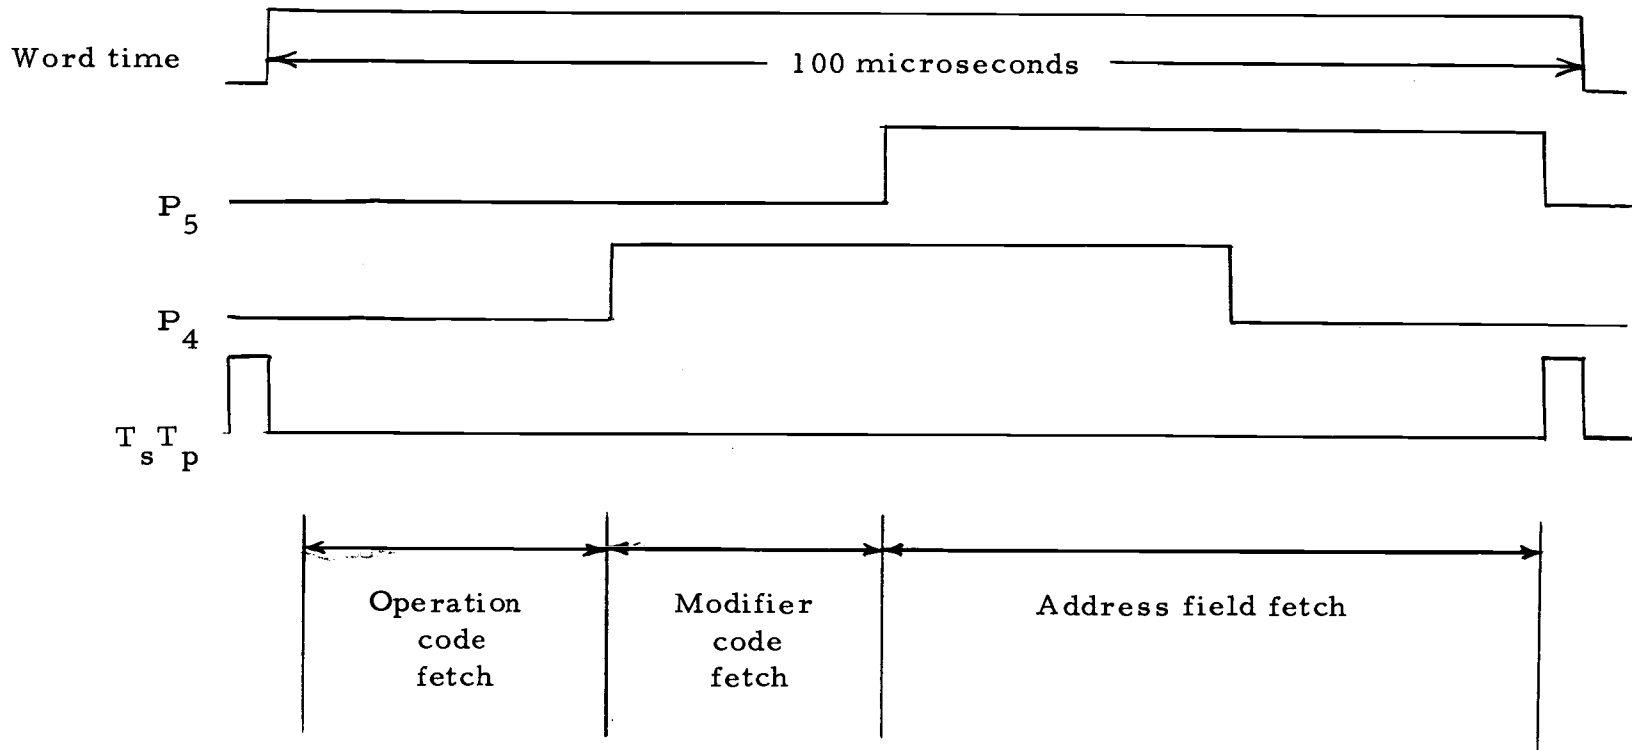 Word time
100 microseconds
P5
P4
TsTp
Operation
code
fetch
Modifier
code
fetch
Address field fetch